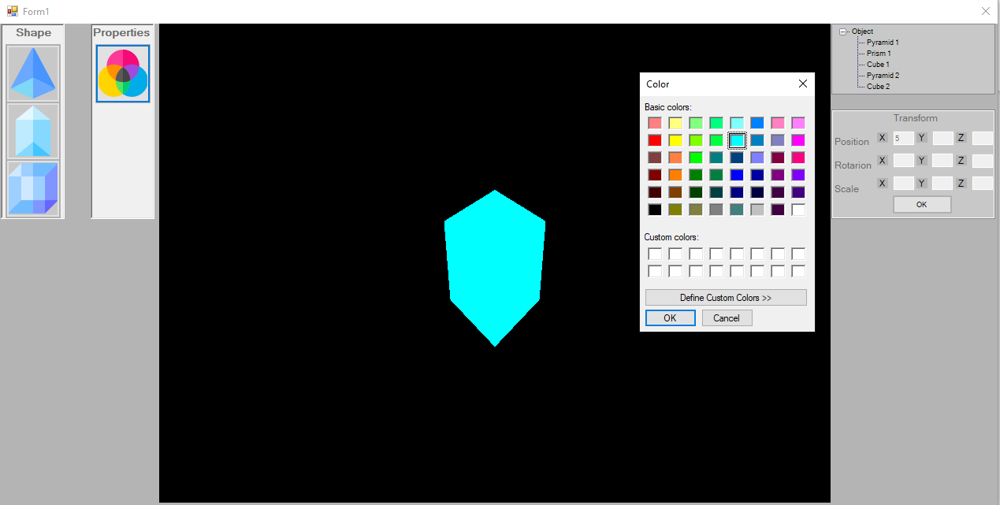 Form1
Shape
Properties
Object
Pyramid 1
Prism 1
Cube 1
Pyramid 2
Cube 2
Color
Basic colors:
Custom colors:
Define Custom Colors >>
OK Cancel
Transform
Position X 5 Y Z
Rotarion X Y Z
Scale X Y Z
OK